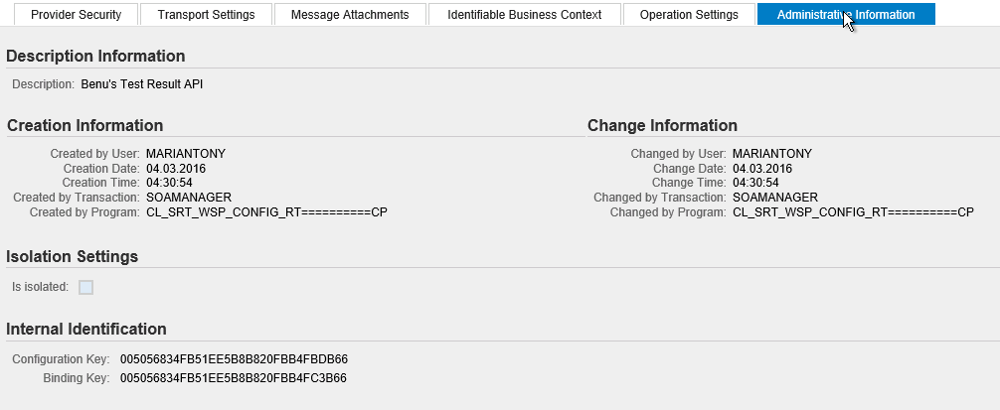 Provider Security Transport Settings Message Attachments Identifiable Business Context Operation Settings Administrative Information
Description Information
Description: Benu's Test Result API
Creation Information
Created by User: MARIANTONY
Creation Date: 04.03.2016
Creation Time: 04:30:54
Created by Transaction: SOAMANAGER
Created by Program: CL_SRT_WSP_CONFIG_RT==========CP
Change Information
Changed by User: MARIANTONY
Change Date: 04.03.2016
Change Time: 04:30:54
Changed by Transaction: SOAMANAGER
Changed by Program: CL_SRT_WSP_CONFIG_RT==========CP
Isolation Settings
Is isolated:
Internal Identification
Configuration Key: 005056834FB51EE5B8B820FBB4FBDB66
Binding Key: 005056834FB51EE5B8B820FBB4FC3B66